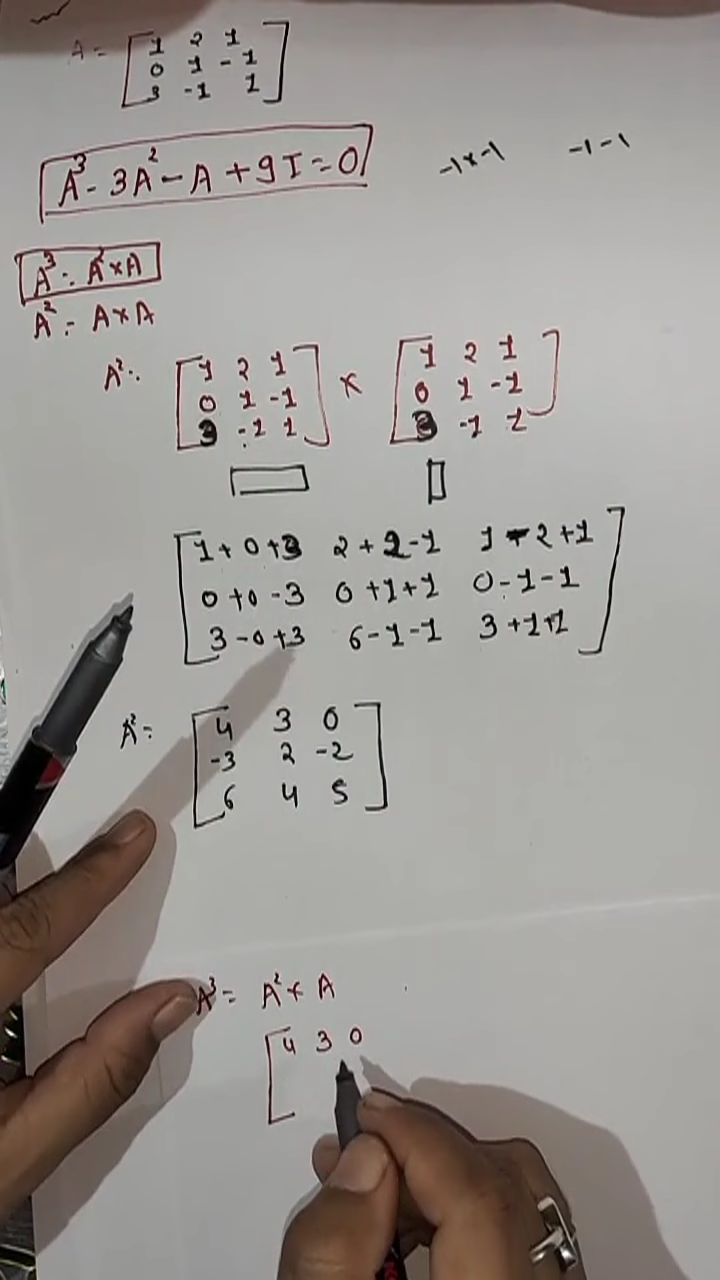 A = [ 1 2 1
0 1 -1
3 -1 1 ]
A³ - 3A² - A + 9I = 0
-1×-1 -1-1
A³ = A² × A
A² = A × A
A² = [ 1 2 1 ] × [ 1 2 1 ]
0 1 -1 0 1 -1
3 -1 1 3 -1 1
[ 1+0+3 2+2-1 1-2+1 ]
0+0-3 0+1+1 0-1-1
3-0+3 6-1-1 3+1+1
A² = [ 4 3 0
-3 2 -2
6 4 5 ]
A³ = A² × A
[ 4 3 0